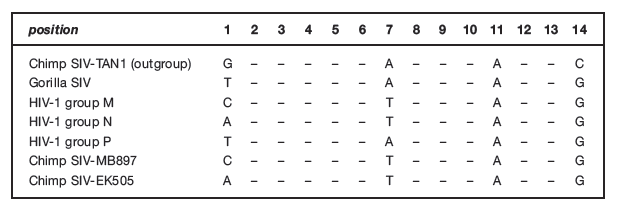 position 1 2 3 4 5 6 7 8 9 10 11 12 13 14
Chimp SIV-TAN1 (outgroup) G – – – – – A – – – A – – C
Gorilla SIV T – – – – – A – – – A – – G
HIV-1 group M C – – – – – T – – – A – – G
HIV-1 group N A – – – – – T – – – A – – G
HIV-1 group P T – – – – – A – – – A – – G
Chimp SIV-MB897 C – – – – – T – – – A – – G
Chimp SIV-EK505 A – – – – – T – – – A – – G